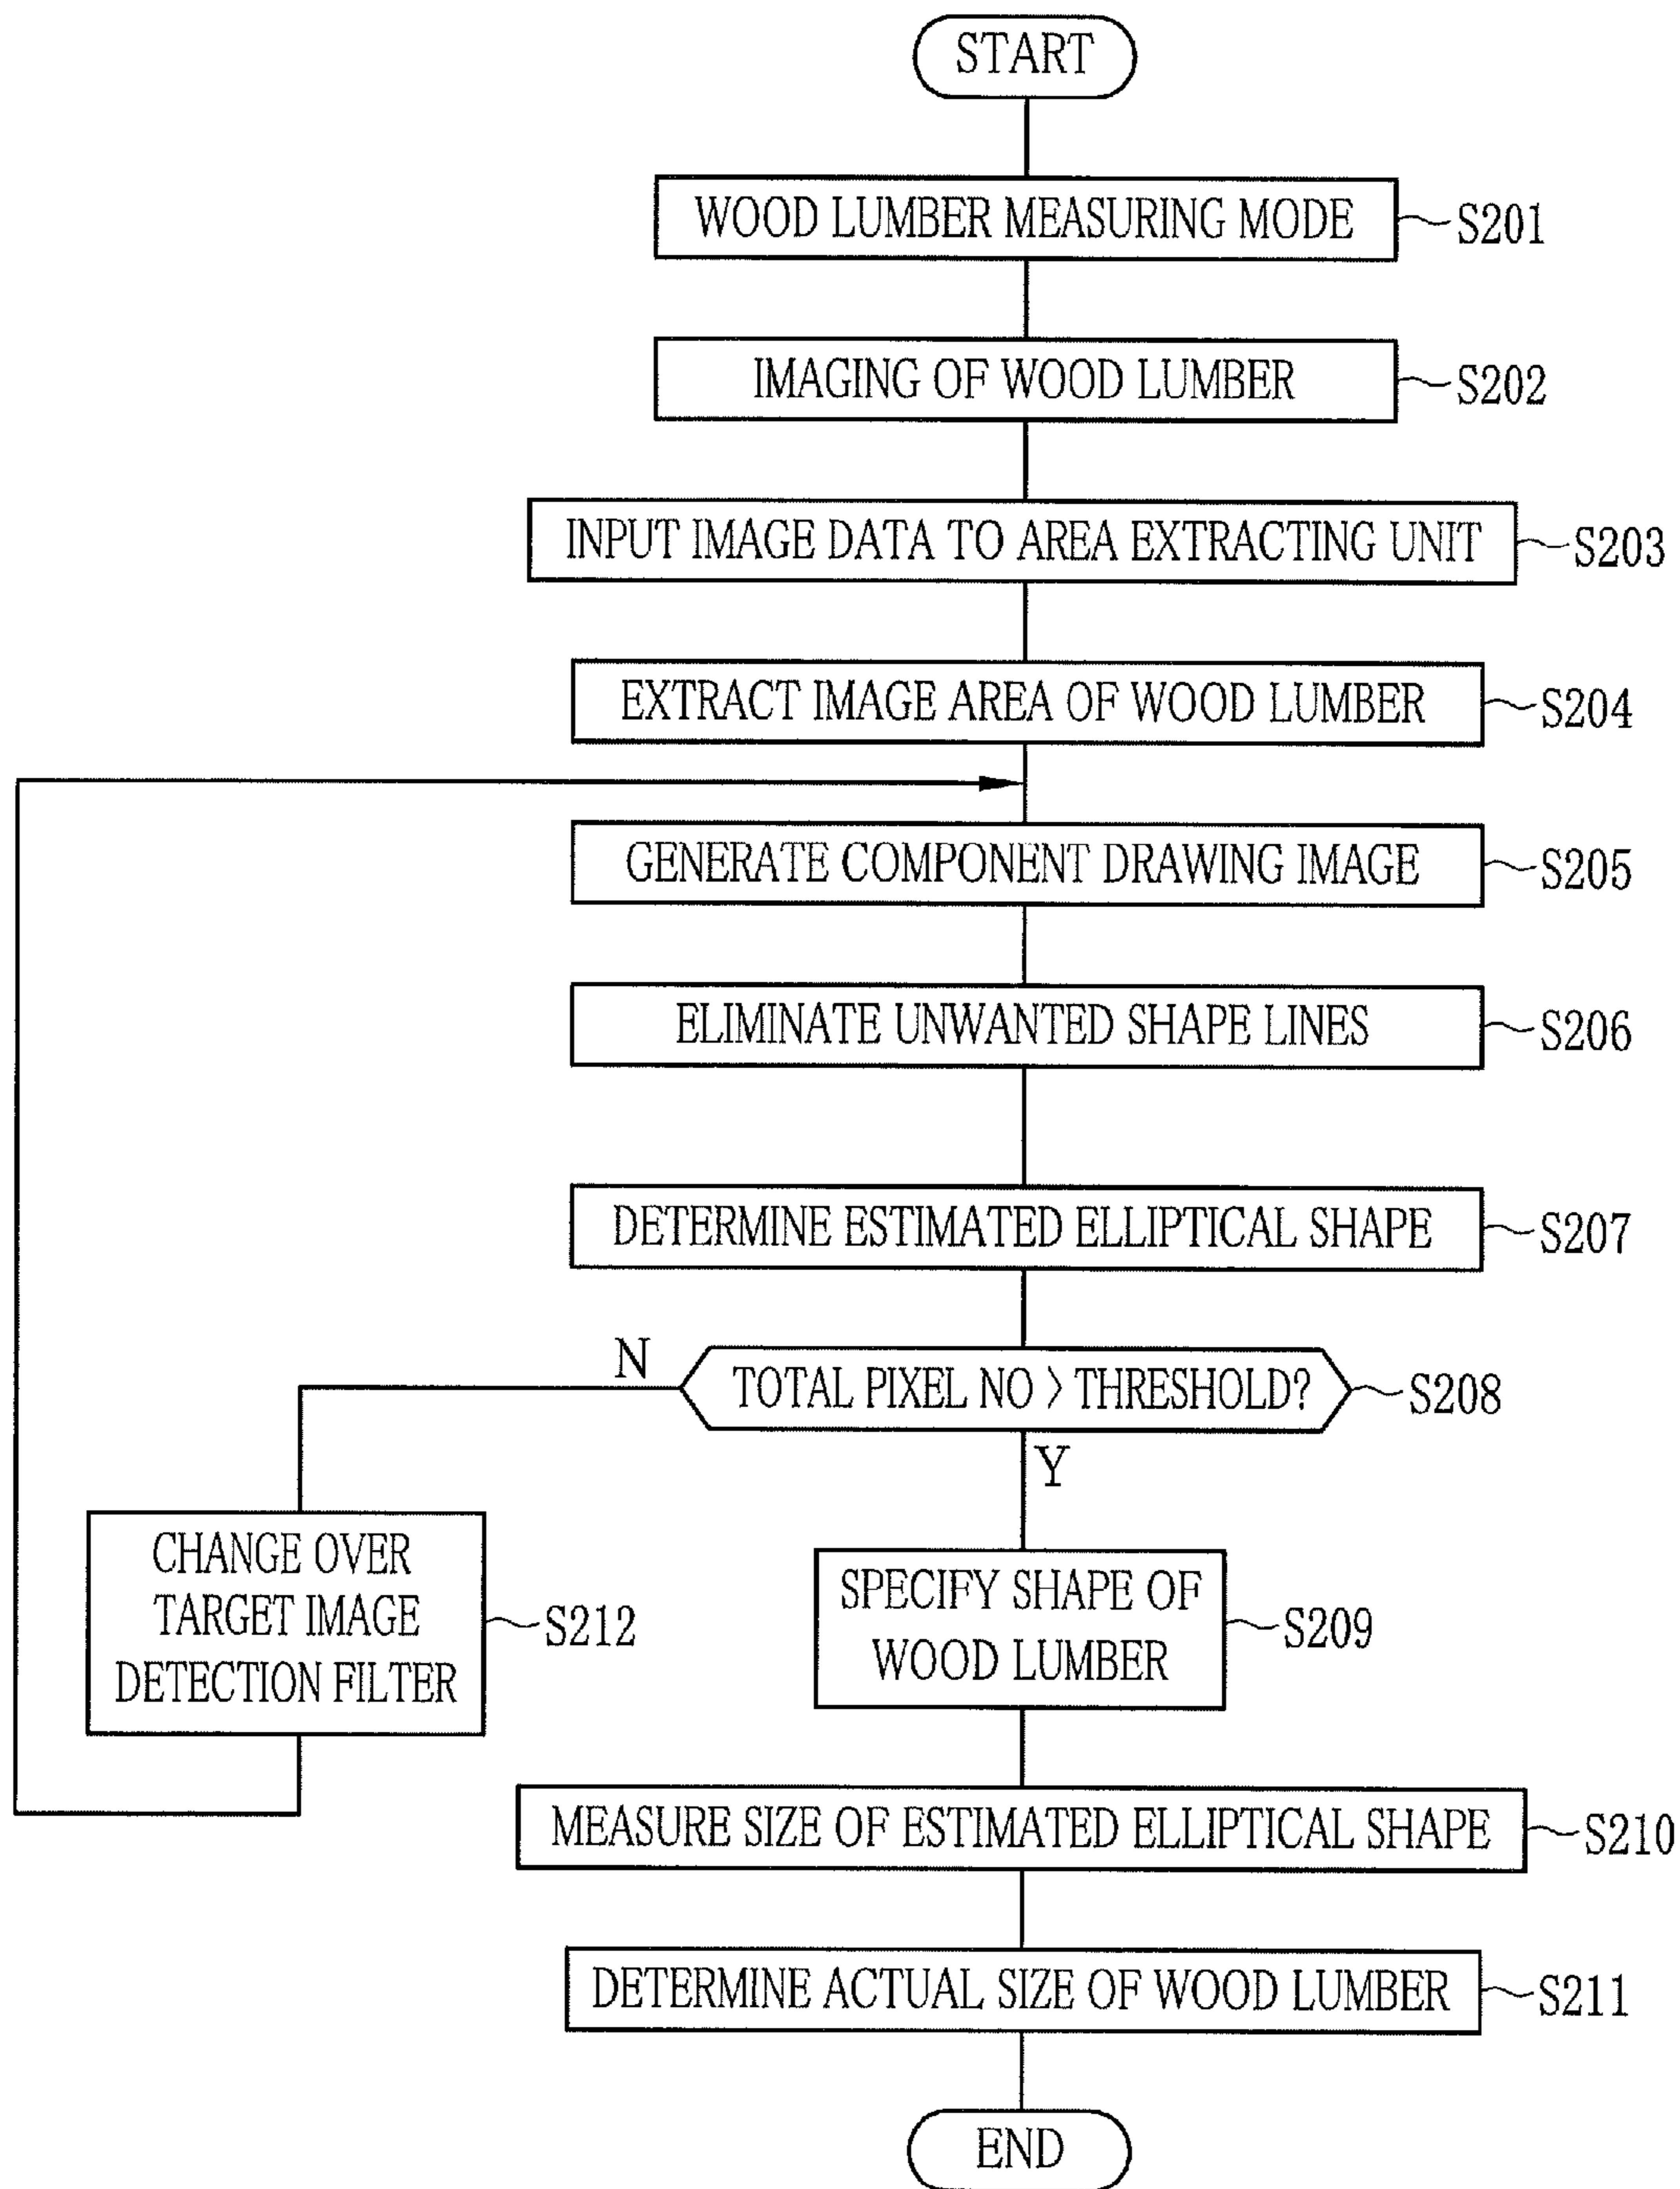 START
WOOD LUMBER MEASURING MODE
S201
IMAGING OF WOOD LUMBER
S202
INPUT IMAGE DATA TO AREA EXTRACTING UNIT
S203
EXTRACT IMAGE AREA OF WOOD LUMBER
S204
GENERATE COMPONENT DRAWING IMAGE
S205
ELIMINATE UNWANTED SHAPE LINES
S206
DETERMINE ESTIMATED ELLIPTICAL SHAPE
S207
N
TOTAL PIXEL NO > THRESHOLD?
S208
Y
CHANGE OVER
TARGET IMAGE
DETECTION FILTER
S212
SPECIFY SHAPE OF
WOOD LUMBER
S209
MEASURE SIZE OF ESTIMATED ELLIPTICAL SHAPE
S210
DETERMINE ACTUAL SIZE OF WOOD LUMBER
S211
END